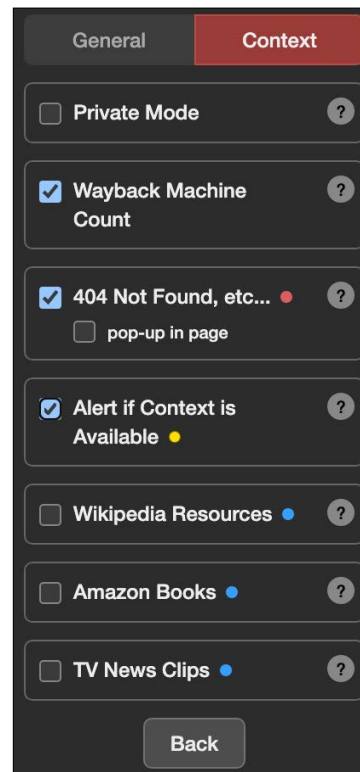 General Context
Private Mode ?
Wayback Machine ?
Count
404 Not Found, etc... ?
pop-up in page
Alert if Context is ?
Available
Wikipedia Resources ?
Amazon Books ?
TV News Clips ?
Back